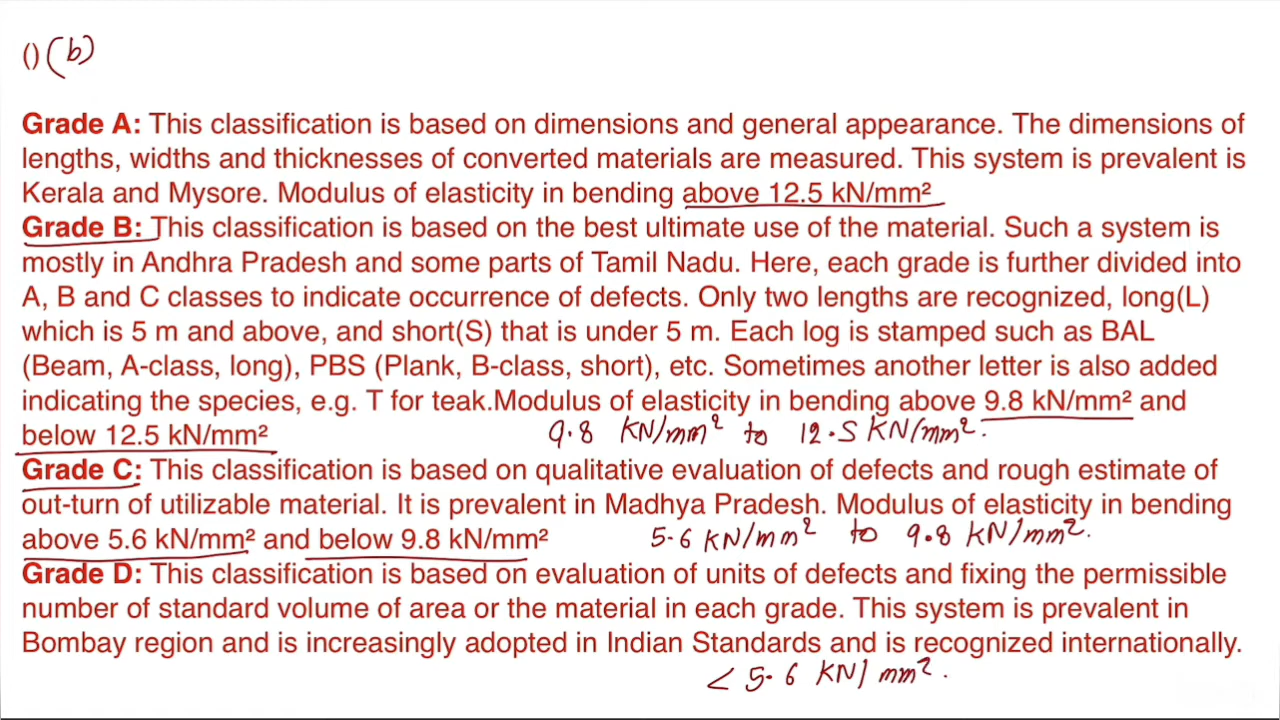 () (b)
Grade A: This classification is based on dimensions and general appearance. The dimensions of
lengths, widths and thicknesses of converted materials are measured. This system is prevalent is
Kerala and Mysore. Modulus of elasticity in bending above 12.5 kN/mm²
Grade B: This classification is based on the best ultimate use of the material. Such a system is
mostly in Andhra Pradesh and some parts of Tamil Nadu. Here, each grade is further divided into
A, B and C classes to indicate occurrence of defects. Only two lengths are recognized, long(L)
which is 5 m and above, and short(S) that is under 5 m. Each log is stamped such as BAL
(Beam, A-class, long), PBS (Plank, B-class, short), etc. Sometimes another letter is also added
indicating the species, e.g. T for teak.Modulus of elasticity in bending above 9.8 kN/mm² and
below 12.5 kN/mm² 9.8 KN/mm² to 12.5 KN/mm².
Grade C: This classification is based on qualitative evaluation of defects and rough estimate of
out-turn of utilizable material. It is prevalent in Madhya Pradesh. Modulus of elasticity in bending
above 5.6 kN/mm² and below 9.8 kN/mm² 5.6 KN/mm² to 9.8 KN/mm².
Grade D: This classification is based on evaluation of units of defects and fixing the permissible
number of standard volume of area or the material in each grade. This system is prevalent in
Bombay region and is increasingly adopted in Indian Standards and is recognized internationally.
< 5.6 KN/mm².